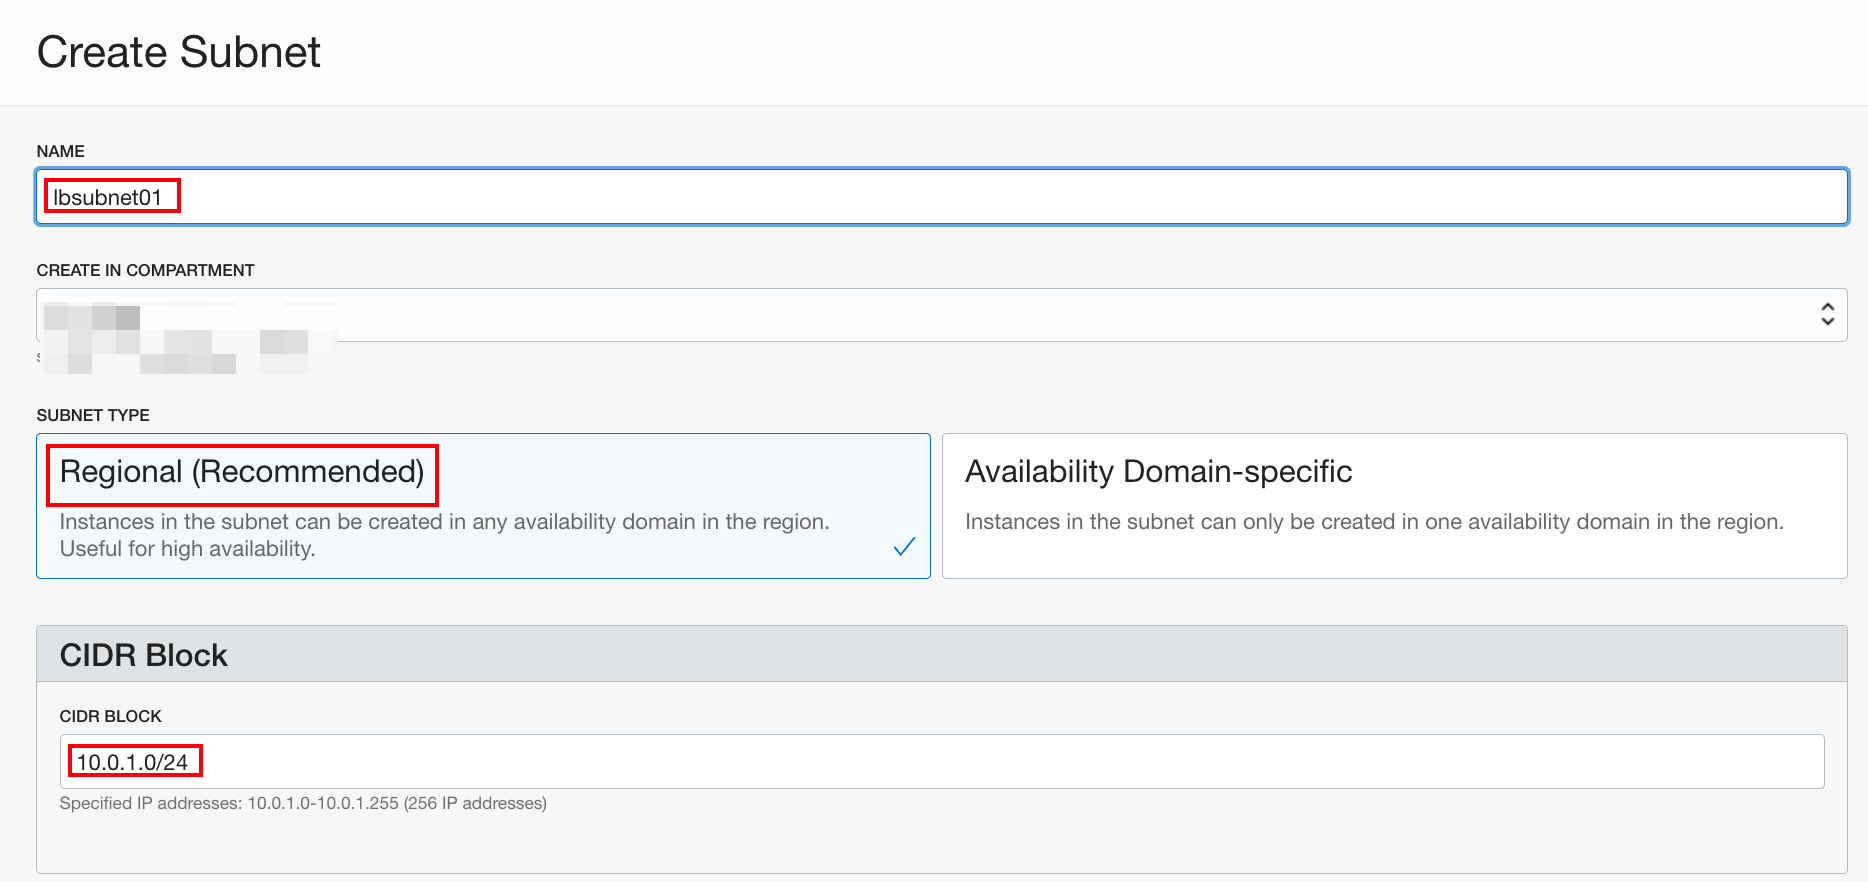 Create Subnet
NAME
lbsubnet01
CREATE IN COMPARTMENT
SUBNET TYPE
Regional (Recommended)
Instances in the subnet can be created in any availability domain in the region.
Useful for high availability.
Availability Domain-specific
Instances in the subnet can only be created in one availability domain in the region.
CIDR Block
CIDR BLOCK
10.0.1.0/24
Specified IP addresses: 10.0.1.0-10.0.1.255 (256 IP addresses)